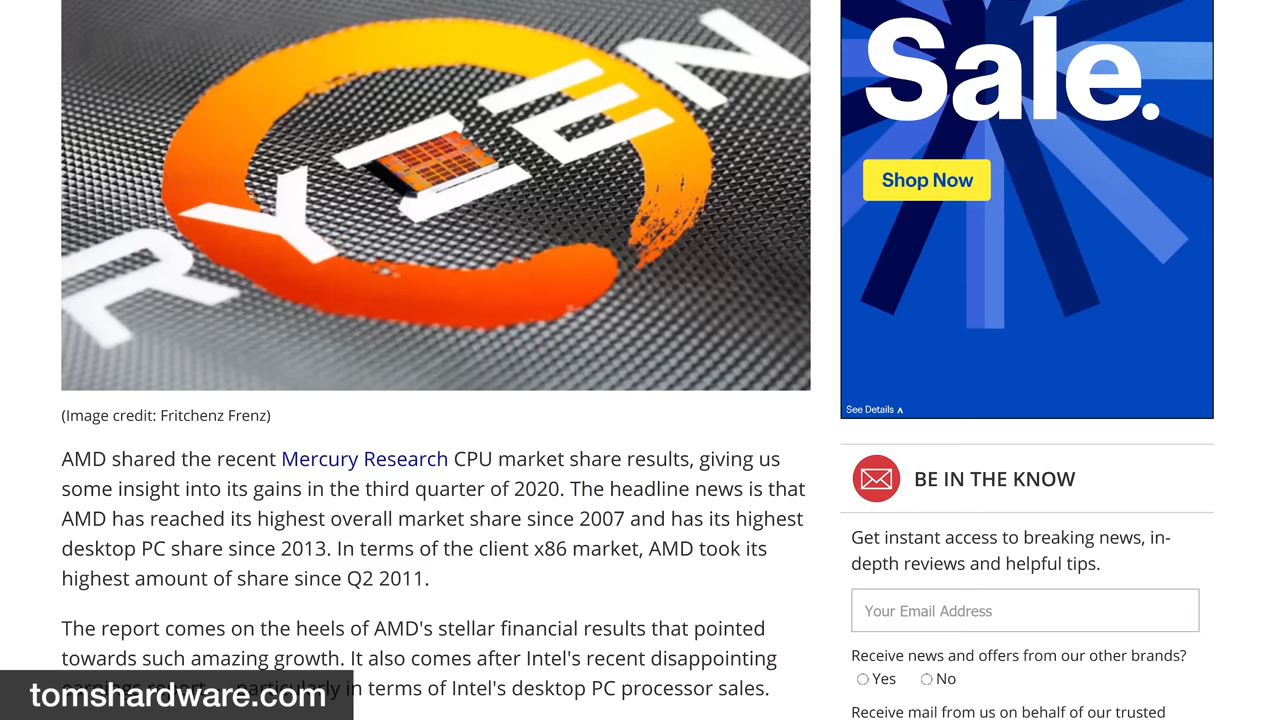 RYZEN
(Image credit: Fritchenz Frenz)
AMD shared the recent Mercury Research CPU market share results, giving us
some insight into its gains in the third quarter of 2020. The headline news is that
AMD has reached its highest overall market share since 2007 and has its highest
desktop PC share since 2013. In terms of the client x86 market, AMD took its
highest amount of share since Q2 2011.
The report comes on the heels of AMD's stellar financial results that pointed
towards such amazing growth. It also comes after Intel's recent disappointing
earnings report — particularly in terms of Intel's desktop PC processor sales.
tomshardware.com
Sale.
Shop Now
See Details
BE IN THE KNOW
Get instant access to breaking news, in-
depth reviews and helpful tips.
Your Email Address
Receive news and offers from our other brands?
Yes No
Receive mail from us on behalf of our trusted